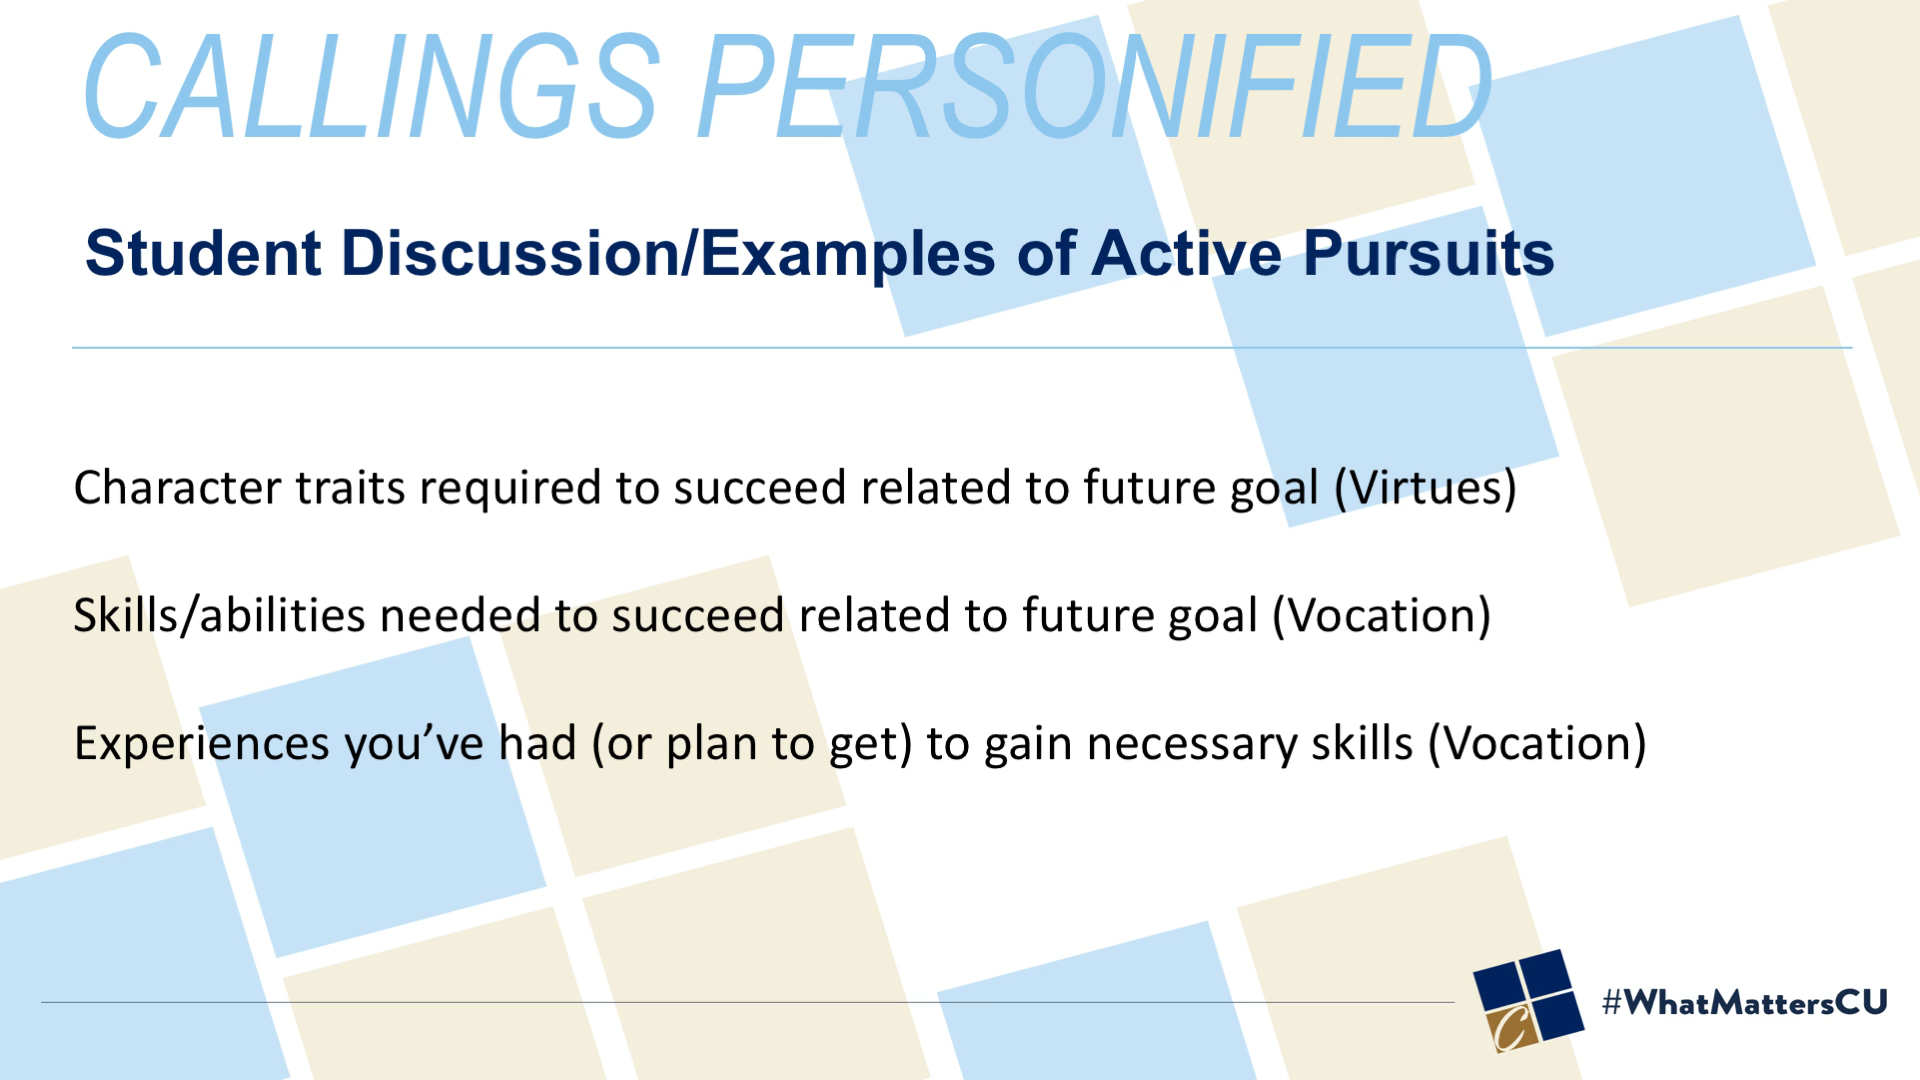 CALLINGS PERSONIFIED
Student Discussion/Examples of Active Pursuits
Character traits required to succeed related to future goal (Virtues)
Skills/abilities needed to succeed related to future goal (Vocation)
Experiences you’ve had (or plan to get) to gain necessary skills (Vocation)
C
#WhatMattersCU